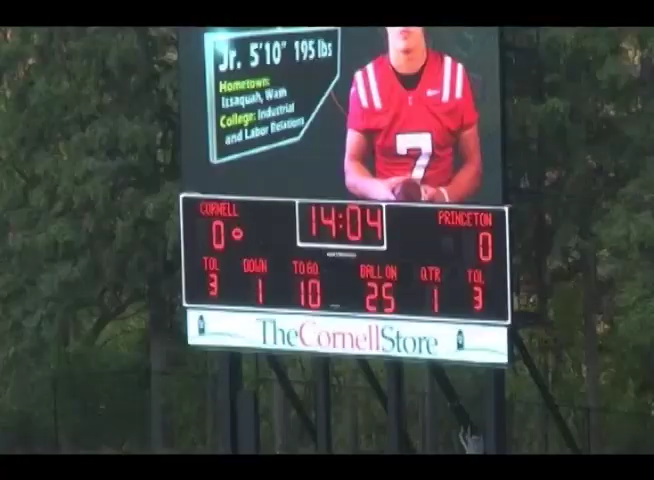 Jr. 5'10" 195 lbs
Hometown:
Issaquah, Wash
College: Industrial
and Labor Relations
7
CORNELL 14:04 PRINCETON
0 0
TOL DOWN TO GO BALL ON QTR TOL
3 1 10 25 1 3
TheCornellStore